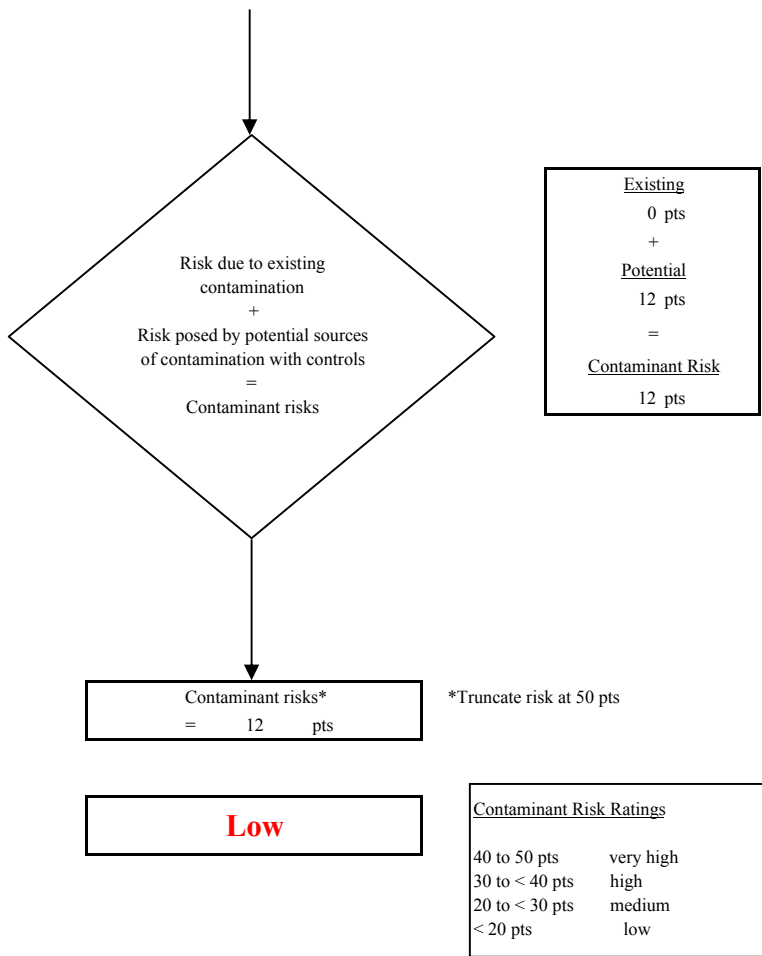 Risk due to existing
contamination
+
Risk posed by potential sources
of contamination with controls
=
Contaminant risks
Existing
0 pts
+
Potential
12 pts
=
Contaminant Risk
12 pts
Contaminant risks*
= 12 pts
*Truncate risk at 50 pts
Low
Contaminant Risk Ratings
40 to 50 pts very high
30 to < 40 pts high
20 to < 30 pts medium
< 20 pts low